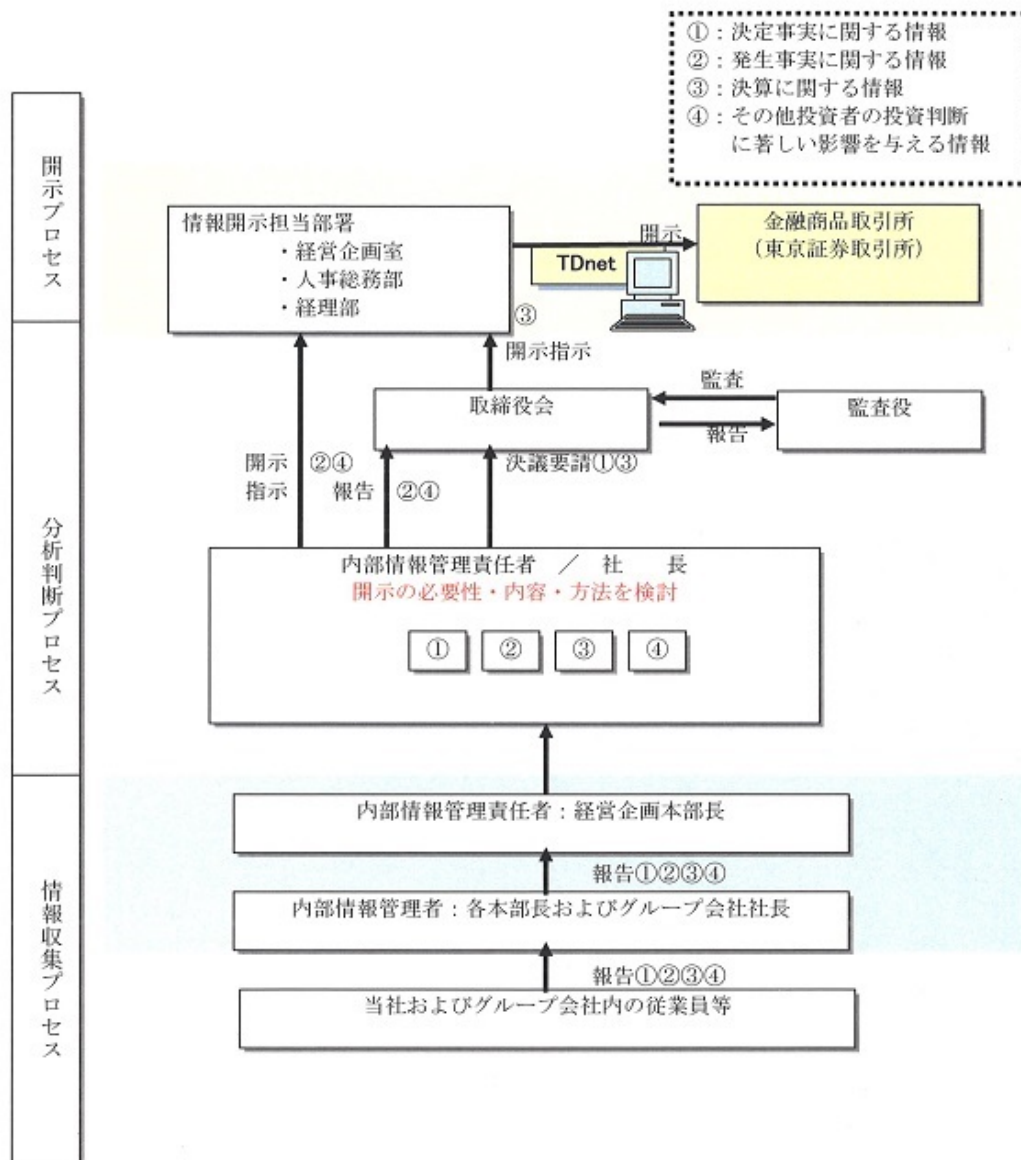 ①：決定事実に関する情報
②：発生事実に関する情報
③：決算に関する情報
④：その他投資者の投資判断
に著しい影響を与える情報
開示プロセス
情報開示担当部署
・経営企画室
・人事総務部
・経理部
開示
TDnet
金融商品取引所
（東京証券取引所）
③
開示指示
分析判断プロセス
取締役会
監査
報告
監査役
開示
指示
②④
報告
②④
決議要請①③
内部情報管理責任者 ／ 社 長
開示の必要性・内容・方法を検討
①
②
③
④
情報収集プロセス
内部情報管理責任者：経営企画本部長
報告①②③④
内部情報管理者：各本部長およびグループ会社社長
報告①②③④
当社およびグループ会社内の従業員等